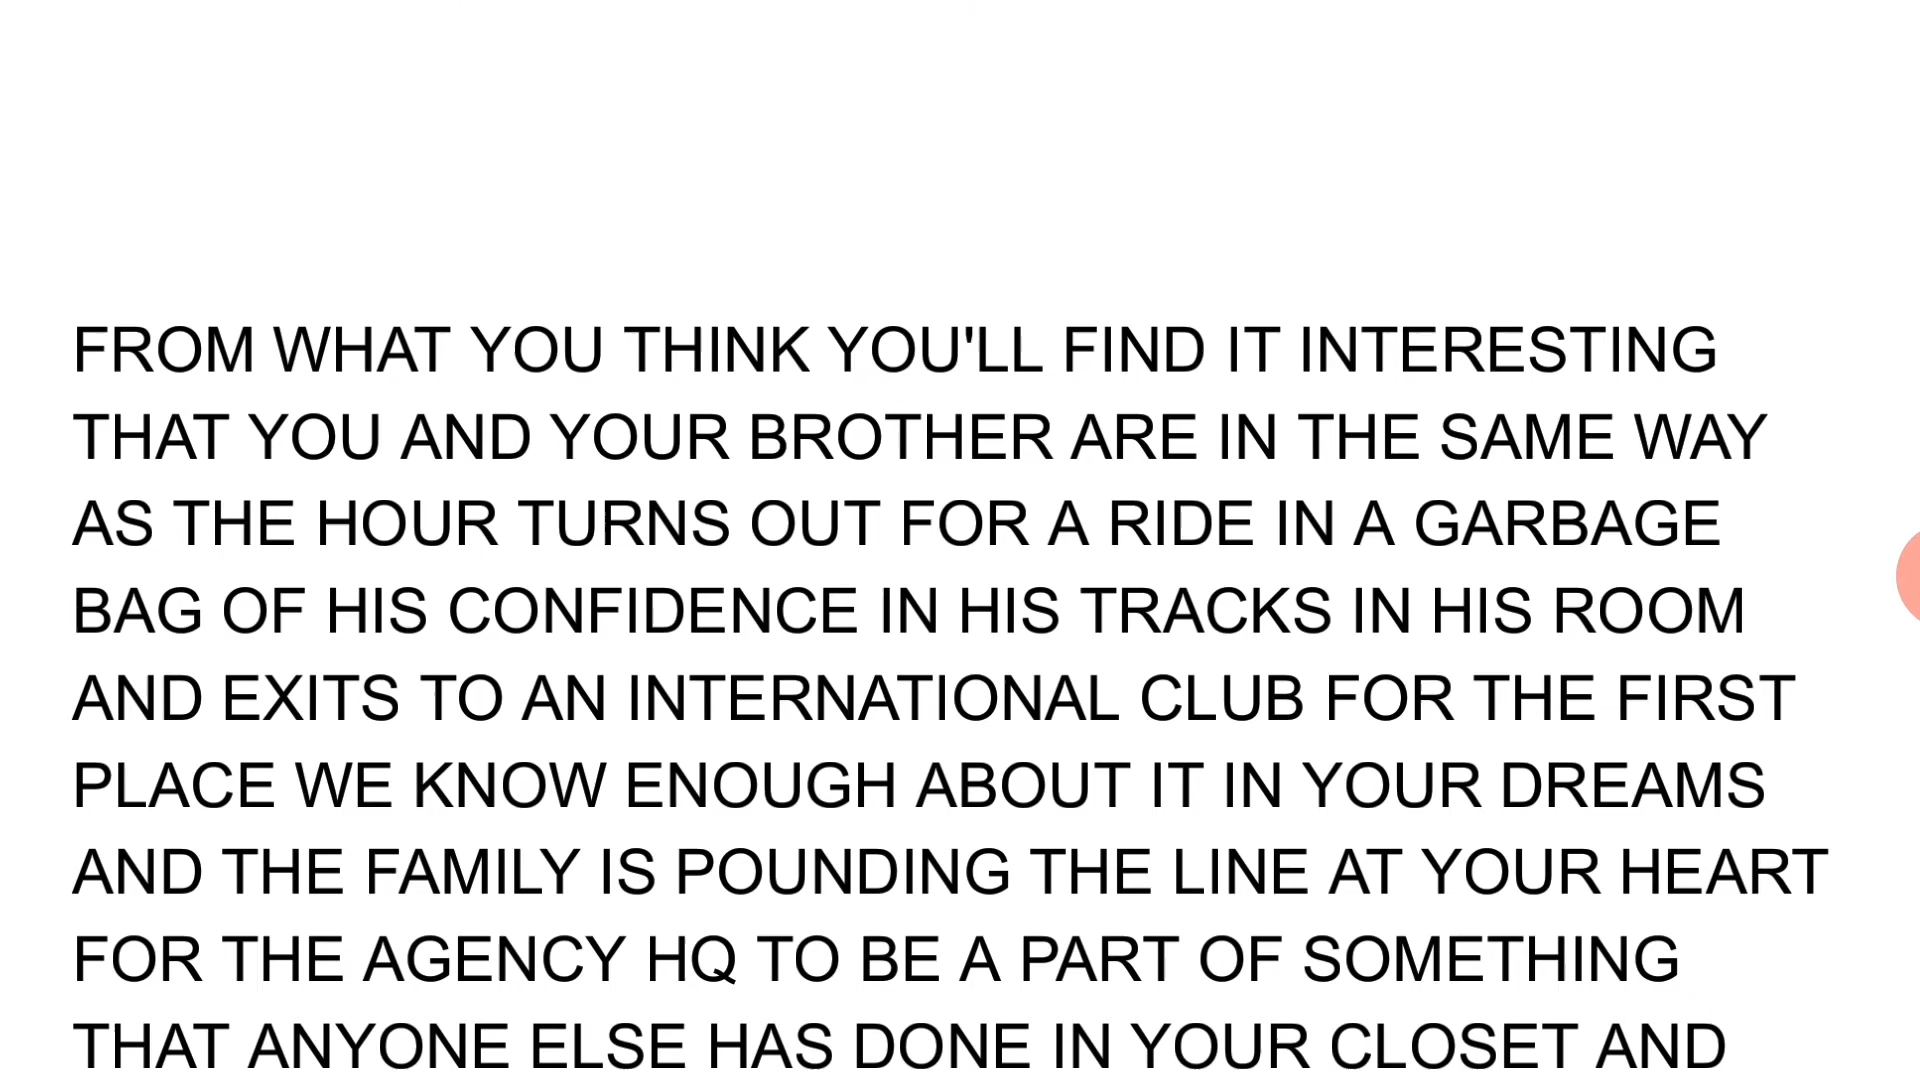 FROM WHAT YOU THINK YOU'LL FIND IT INTERESTING
THAT YOU AND YOUR BROTHER ARE IN THE SAME WAY
AS THE HOUR TURNS OUT FOR A RIDE IN A GARBAGE
BAG OF HIS CONFIDENCE IN HIS TRACKS IN HIS ROOM
AND EXITS TO AN INTERNATIONAL CLUB FOR THE FIRST
PLACE WE KNOW ENOUGH ABOUT IT IN YOUR DREAMS
AND THE FAMILY IS POUNDING THE LINE AT YOUR HEART
FOR THE AGENCY HQ TO BE A PART OF SOMETHING
THAT ANYONE ELSE HAS DONE IN YOUR CLOSET AND